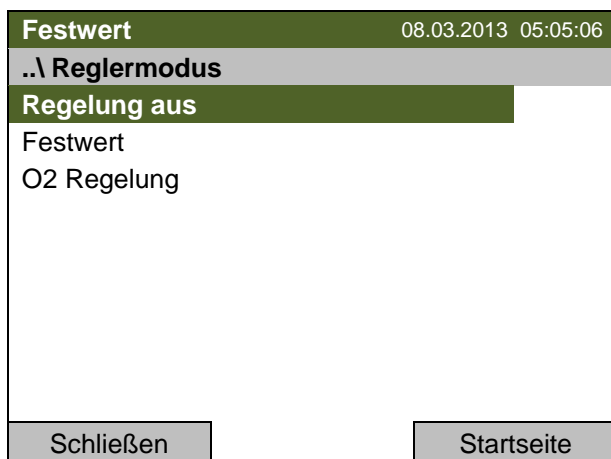 Festwert 08.03.2013 05:05:06
..\ Reglermodus
Regelung aus
Festwert
O2 Regelung
Schließen Startseite